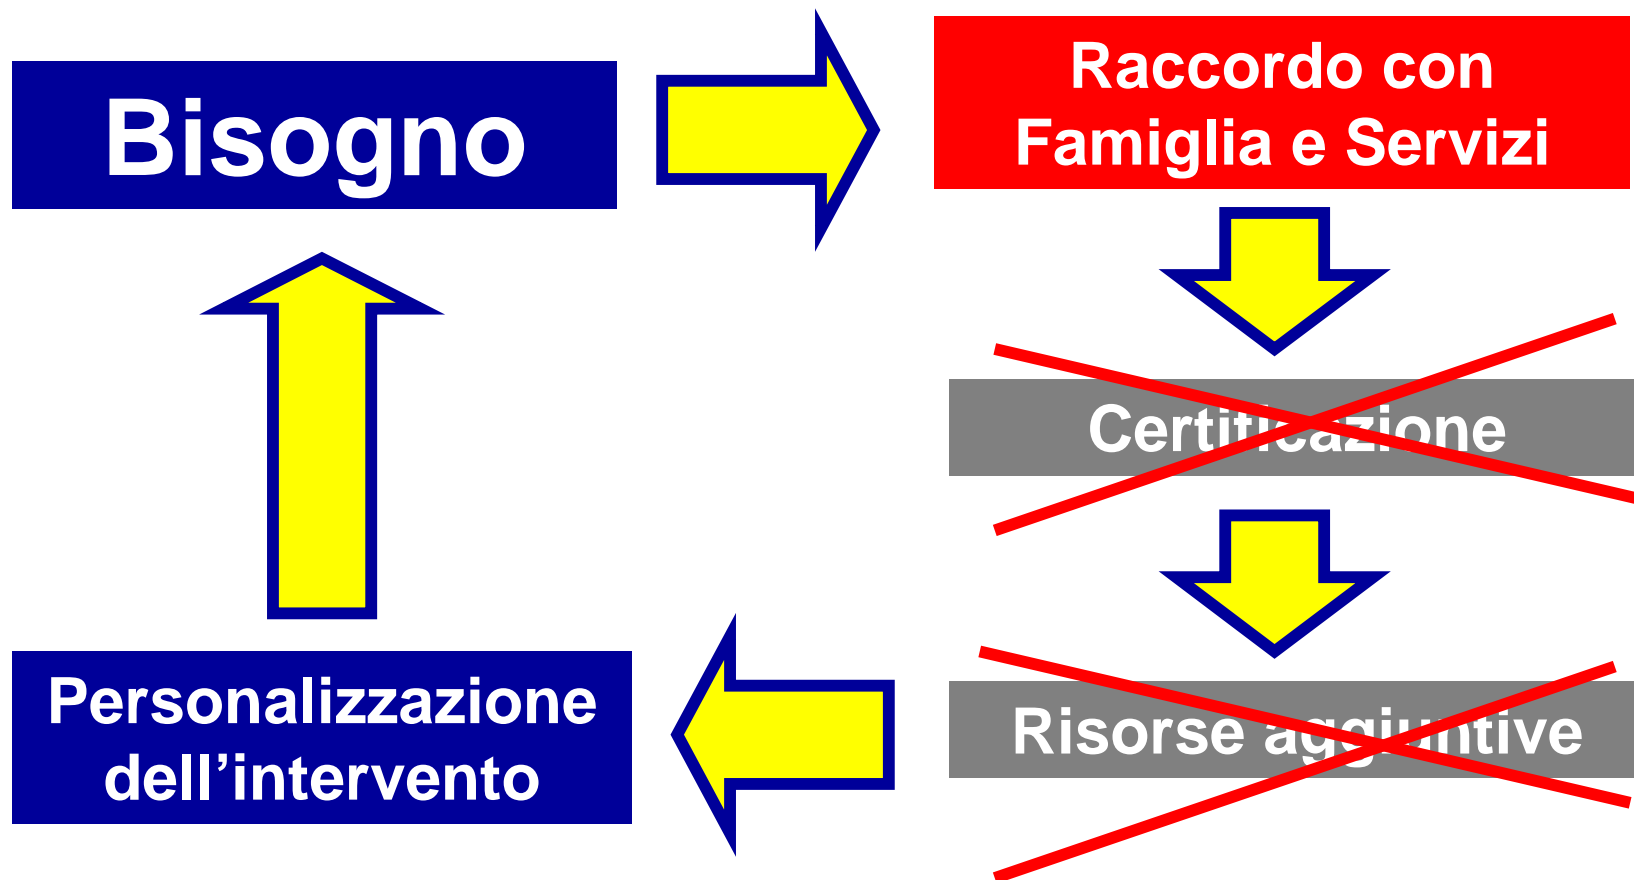 Bisogno
Raccordo con
Famiglia e Servizi
Certificazione
Risorse aggiuntive
Personalizzazione
dell’intervento